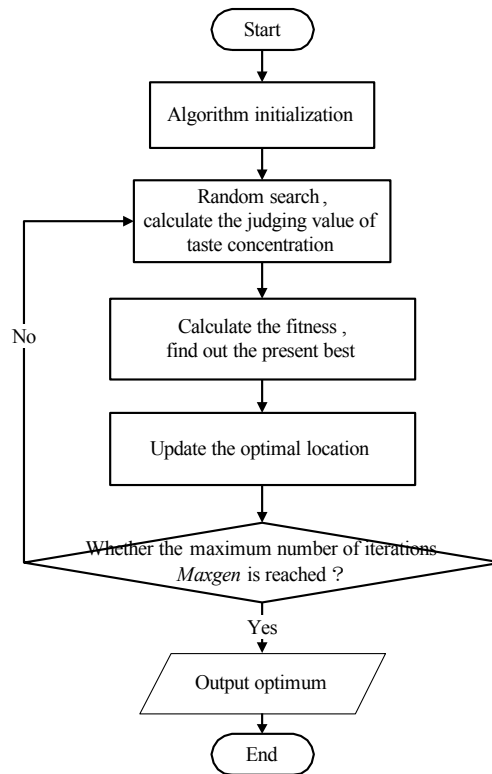 Start
Algorithm initialization
Random search,
calculate the judging value of
taste concentration
Calculate the fitness,
find out the present best
No
Update the optimal location
Whether the maximum number of iterations
Maxgen is reached?
Yes
Output optimum
End